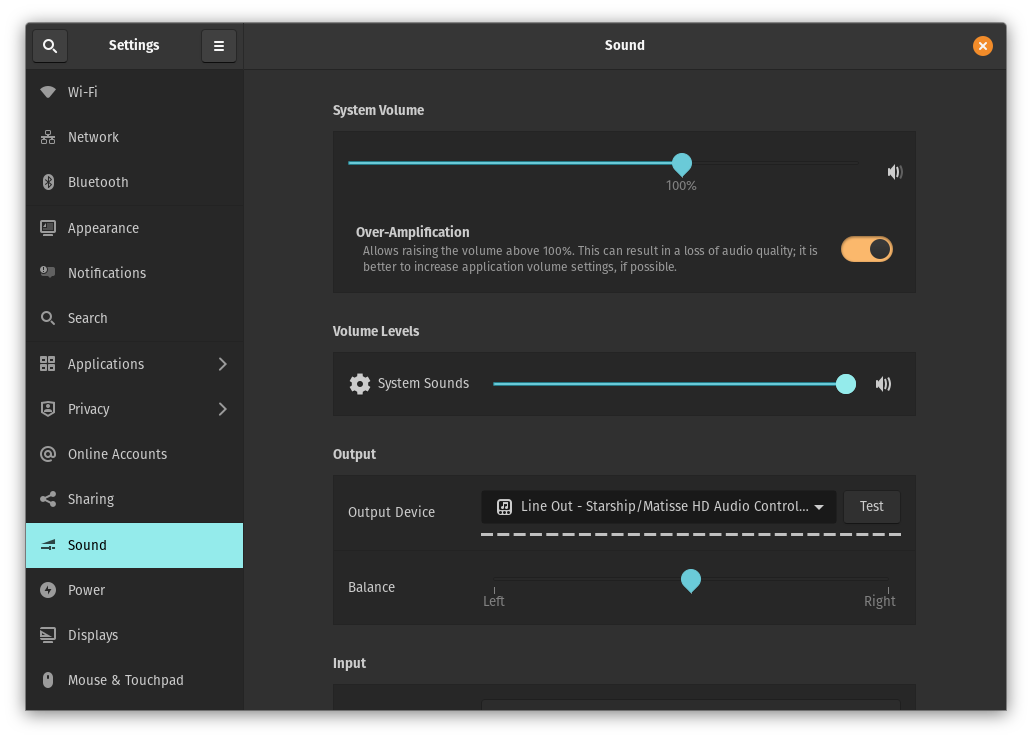 Settings
Sound
Wi-Fi
Network
Bluetooth
Appearance
Notifications
Search
Applications
Privacy
Online Accounts
Sharing
Sound
Power
Displays
Mouse & Touchpad
System Volume
100%
Over-Amplification
Allows raising the volume above 100%. This can result in a loss of audio quality; it is
better to increase application volume settings, if possible.
Volume Levels
System Sounds
Output
Output Device
Line Out - Starship/Matisse HD Audio Control...
Test
Balance
Left
Right
Input